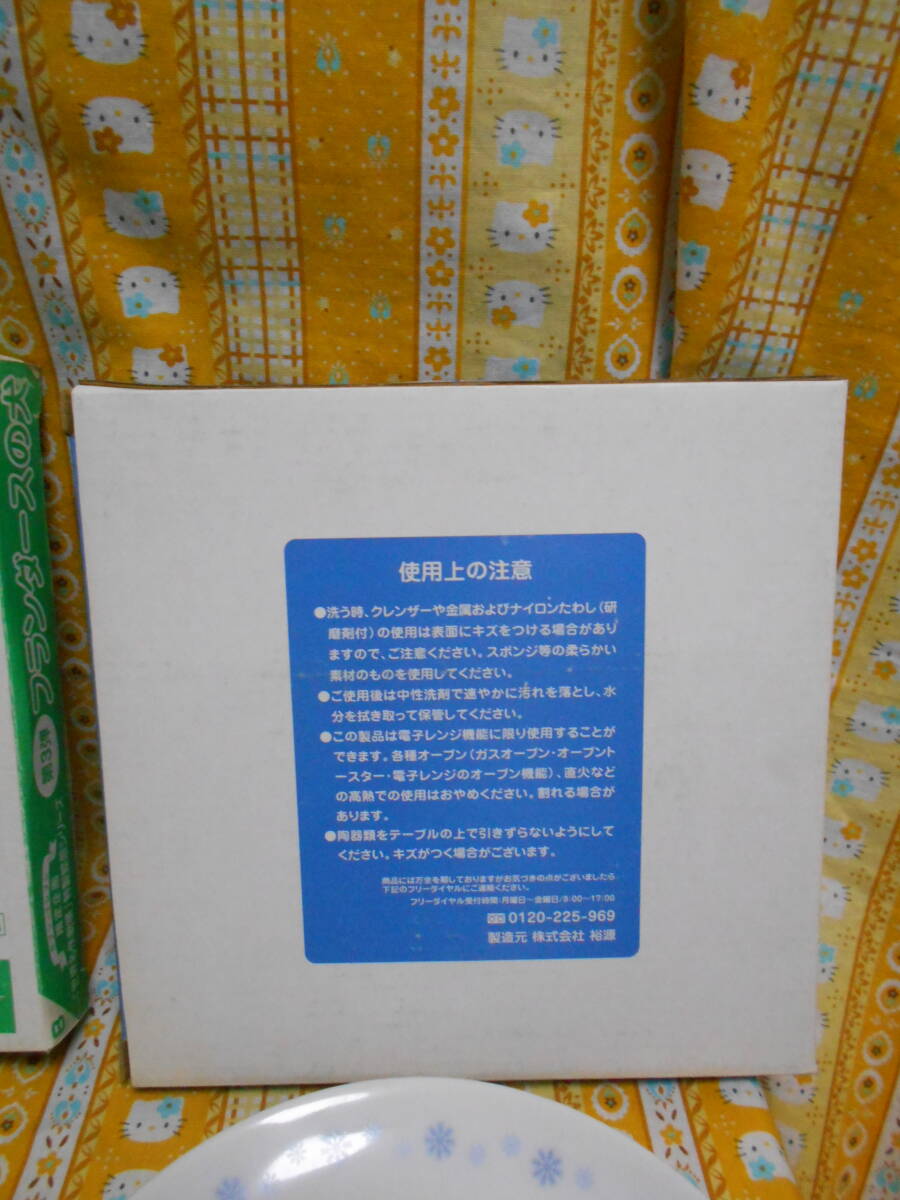 使用上の注意
●洗う時、クレンザーや金属およびナイロンたわし（研
磨剤付）の使用は表面にキズをつける場合があり
ますので、ご注意ください。スポンジ等の柔らかい
素材のものを使用してください。
●ご使用後は中性洗剤で速やかに汚れを落とし、水
分を拭き取って保管してください。
●この製品は電子レンジ機能に限り使用することが
できます。各種オーブン（ガスオーブン・オーブント
ースター・電子レンジのオーブン機能）、直火など
の高熱での使用はおやめください。割れる場合が
あります。
●陶器類をテーブルの上で引きずらないようにして
ください。キズがつく場合がございます。
商品には万全を期しておりますがお気づきの点がございましたら
下記のフリーダイヤルにご連絡ください。
フリーダイヤル受付時間:月曜日〜金曜日/9:00〜17:00
0120-225-969
製造元 株式会社 裕源
フランダースの犬
第3弾
B